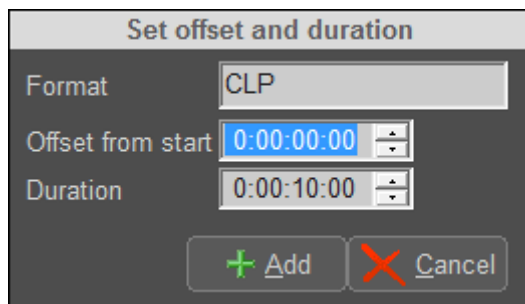 Set offset and duration
Format CLP
Offset from start 0:00:00:00
Duration 0:00:10:00
Add Cancel